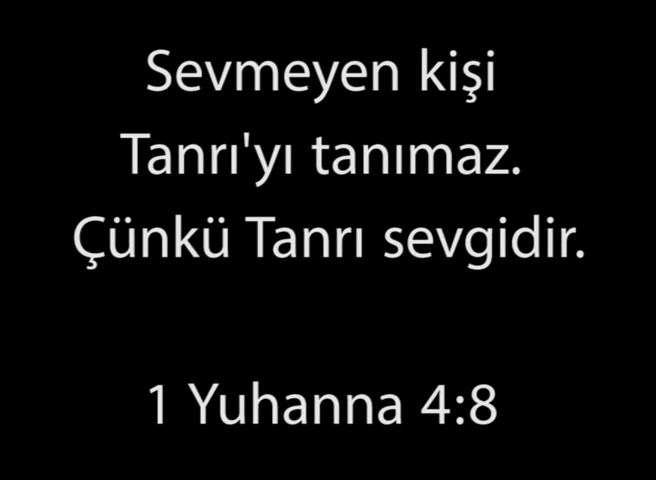 Sevmeyen kişi
Tanrı'yı tanımaz.
Çünkü Tanrı sevgidir.
1 Yuhanna 4:8